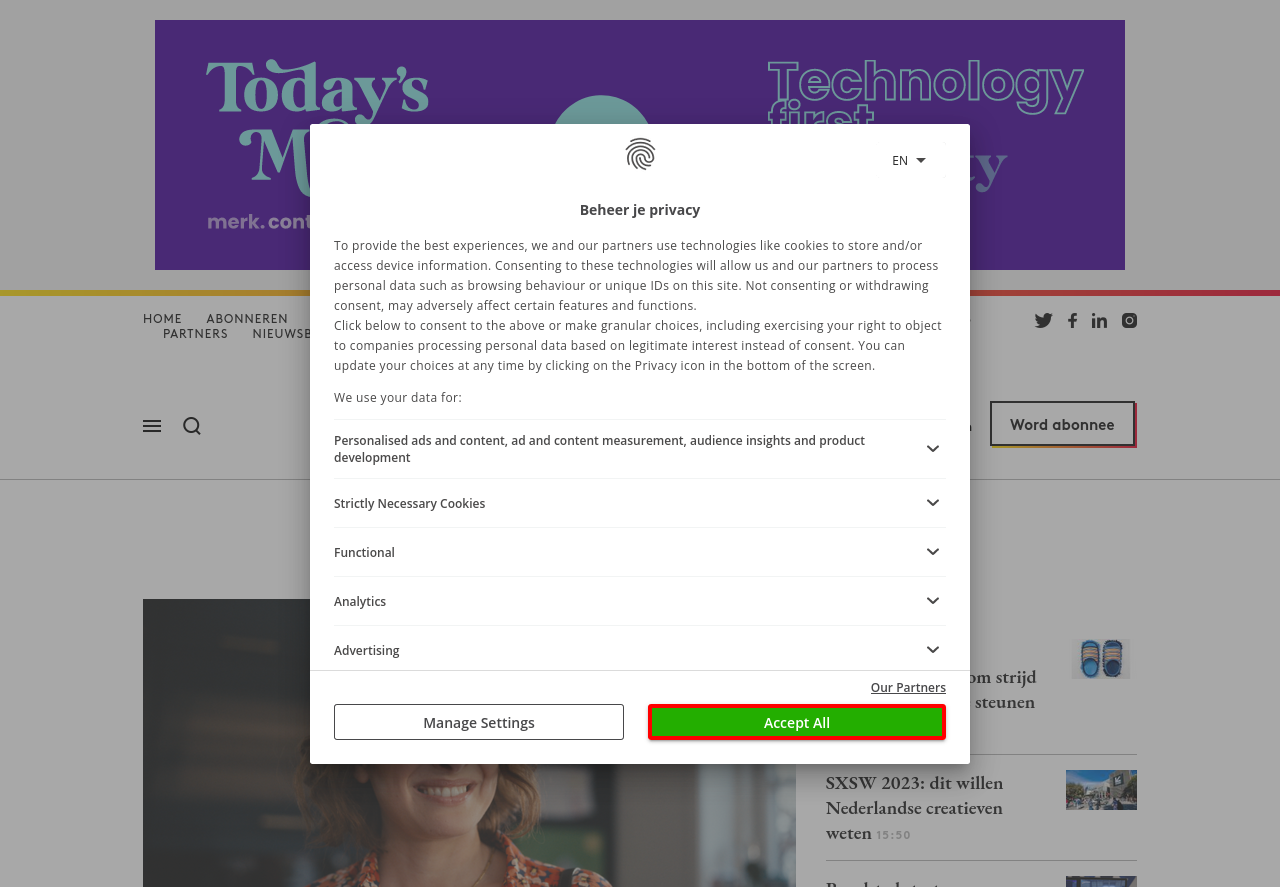 Today's
Technology
first
merk.
EN
Beheer je privacy
To provide the best experiences, we and our partners use technologies like cookies to store and/or
access device information. Consenting to these technologies will allow us and our partners to process
personal data such as browsing behaviour or unique IDs on this site. Not consenting or withdrawing
consent, may adversely affect certain features and functions.
Click below to consent to the above or make granular choices, including exercising your right to object
to companies processing personal data based on legitimate interest instead of consent. You can
update your choices at any time by clicking on the Privacy icon in the bottom of the screen.
We use your data for:
Personalised ads and content, ad and content measurement, audience insights and product
development
Strictly Necessary Cookies
Functional
Analytics
Advertising
Our Partners
Manage Settings
Accept All
HOME ABONNEREN
PARTNERS
Word abonnee
strijd
steunen
SXSW 2023: dit willen
Nederlandse creatieven
weten 15:50